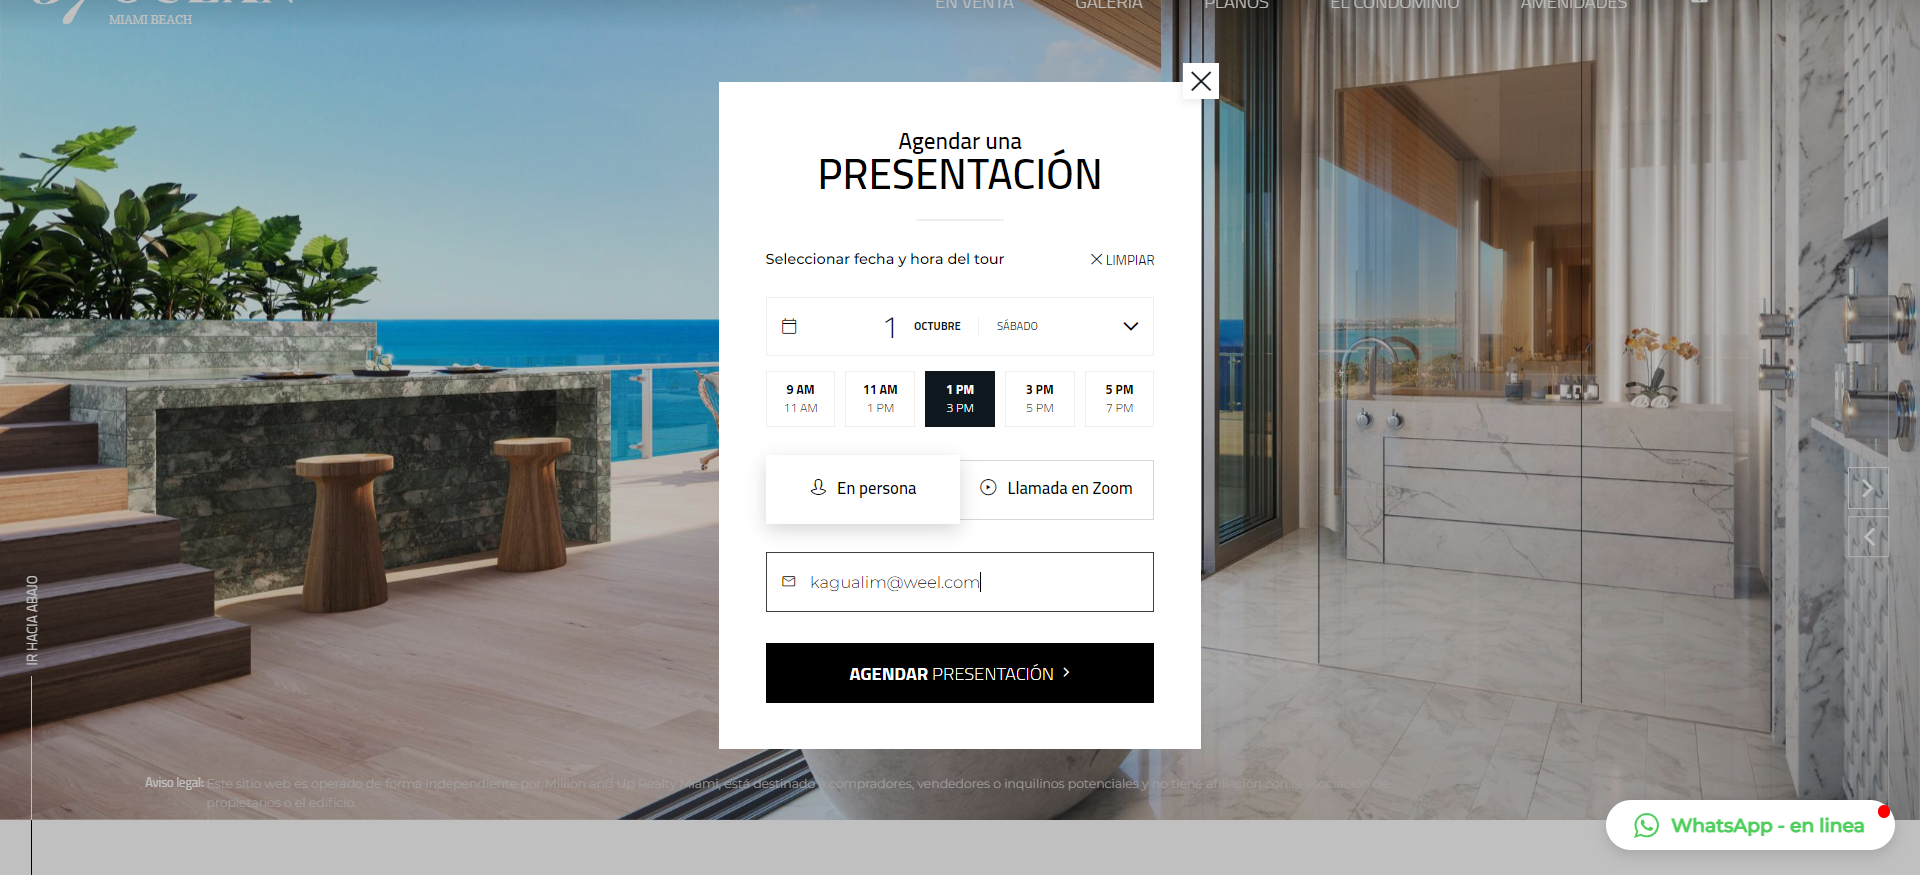 MIAMI BEACH
EN VENTA
GALERÍA
PLANOS
EL CONDOMINIO
AMENIDADES
Agendar una
PRESENTACIÓN
Seleccionar fecha y hora del tour
LIMPIAR
1 OCTUBRE SÁBADO
9 AM 11 AM 1 PM 3 PM 5 PM
11 AM 1 PM 3 PM 5 PM 7 PM
En persona
Llamada en Zoom
kagualim@weel.com
AGENDAR PRESENTACIÓN
IR HACIA ABAJO
Aviso legal: Este sitio web es operado de forma independiente por Million and Up Realty Miami, está destinado a compradores, vendedores o inquilinos potenciales y no tiene afiliación con la asociación de
propietarios o el edificio.
WhatsApp - en linea